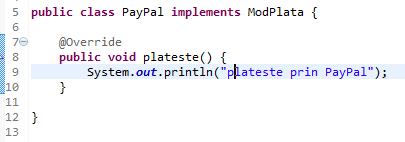 5 public class PayPal implements ModPlata {
6
7 @Override
8 public void plateste() {
9 System.out.println("plateste prin PayPal");
10 }
11
12 }
13